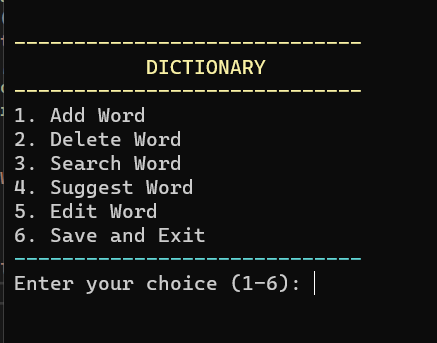 -----------------------------
DICTIONARY
-----------------------------
1. Add Word
2. Delete Word
3. Search Word
4. Suggest Word
5. Edit Word
6. Save and Exit
-----------------------------
Enter your choice (1-6):